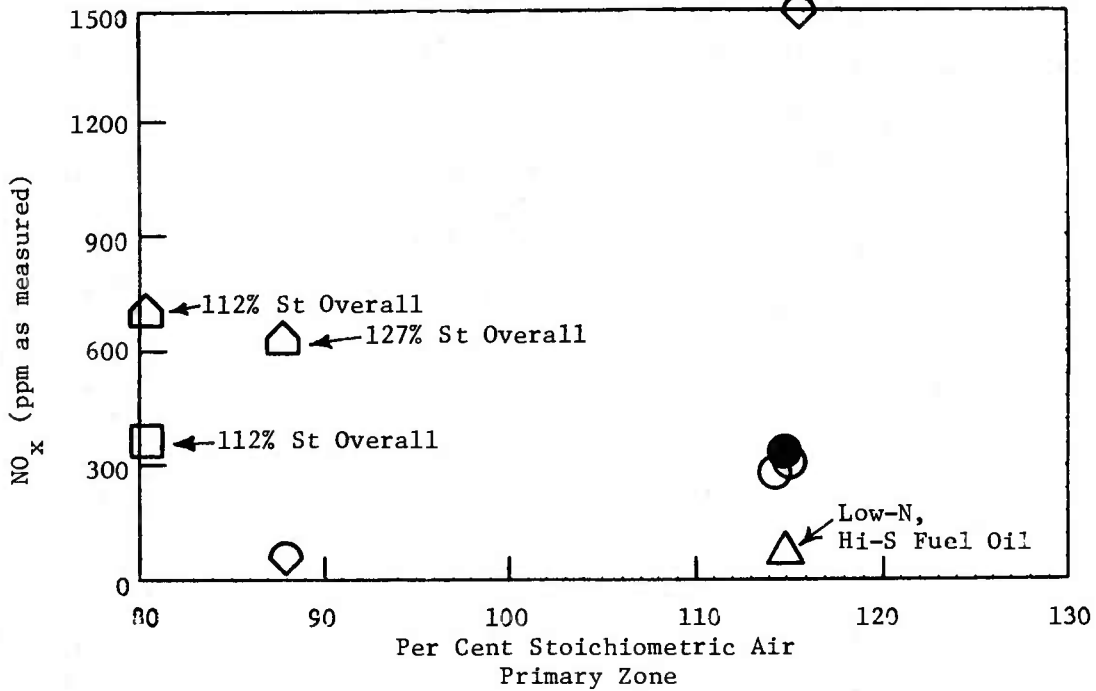 1500
1200
900
600
300
0
NOx (ppm as measured)
112% St Overall
127% St Overall
112% St Overall
Low-N,
Hi-S Fuel Oil
80 90 100 110 120 130
Per Cent Stoichiometric Air
Primary Zone